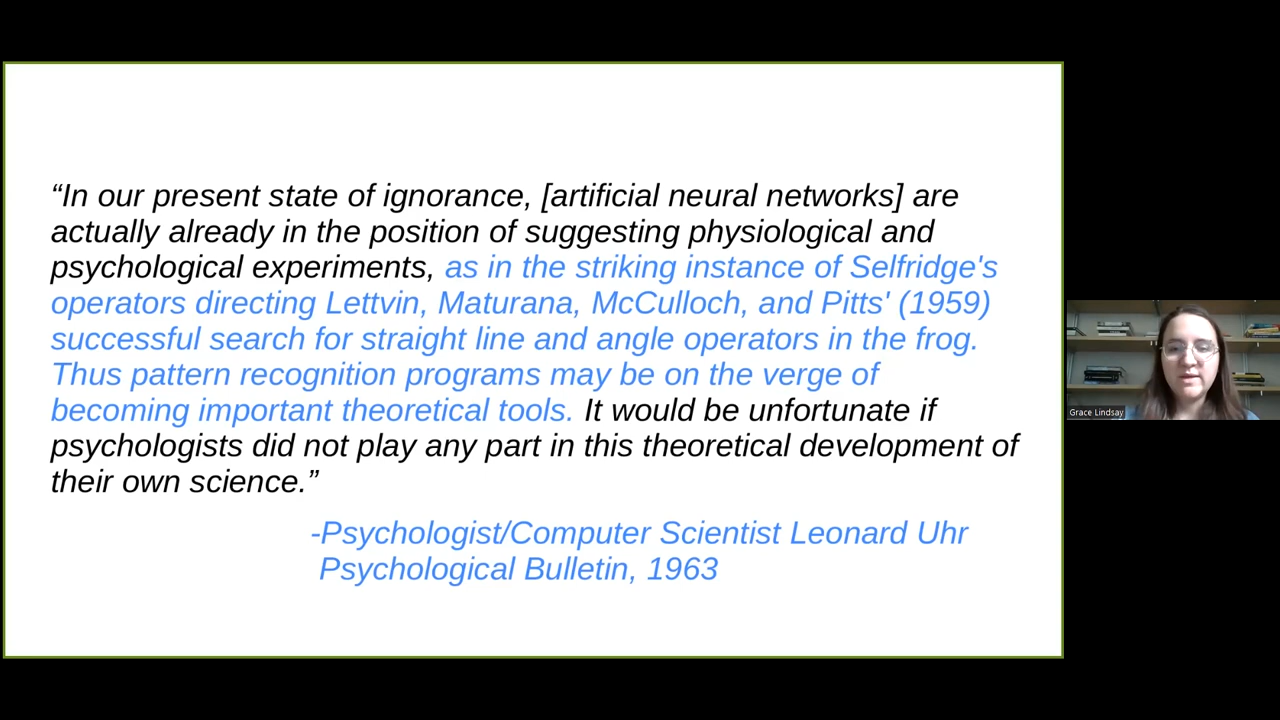 “In our present state of ignorance, [artificial neural networks] are
actually already in the position of suggesting physiological and
psychological experiments, as in the striking instance of Selfridge's
operators directing Lettvin, Maturana, McCulloch, and Pitts' (1959)
successful search for straight line and angle operators in the frog.
Thus pattern recognition programs may be on the verge of
becoming important theoretical tools. It would be unfortunate if
psychologists did not play any part in this theoretical development of
their own science.”
-Psychologist/Computer Scientist Leonard Uhr
Psychological Bulletin, 1963
Grace Lindsay